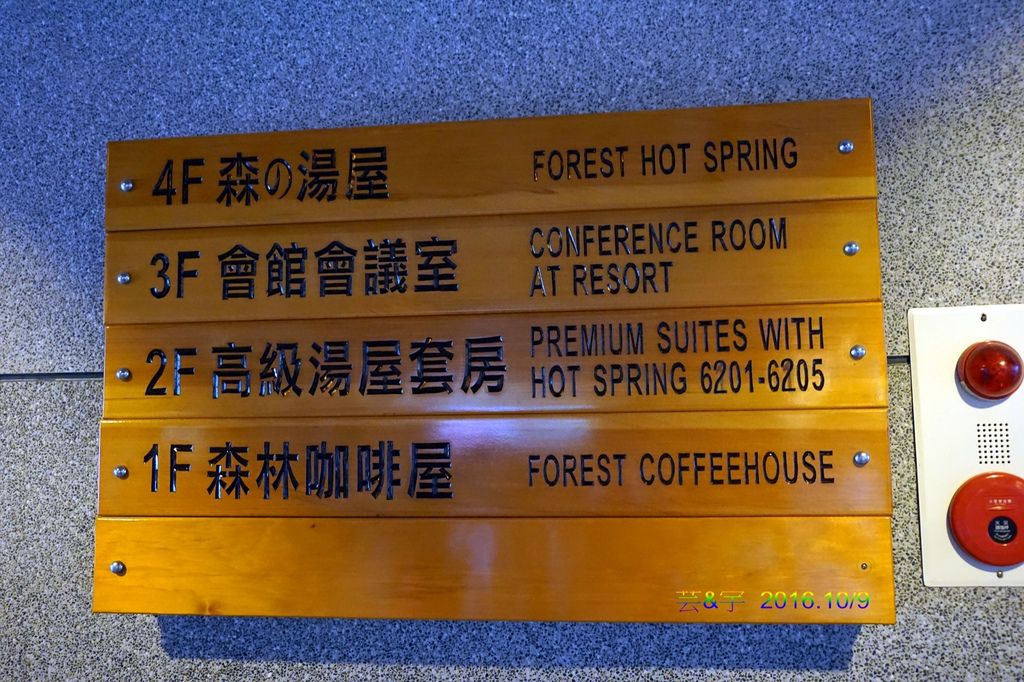 4F 森の湯屋 FOREST HOT SPRING
3F 會館會議室 CONFERENCE ROOM
AT RESORT
2F 高級湯屋套房 PREMIUM SUITES WITH
HOT SPRING 6201-6205
1F 森林咖啡屋 FOREST COFFEEHOUSE
芸&宇 2016.10/9